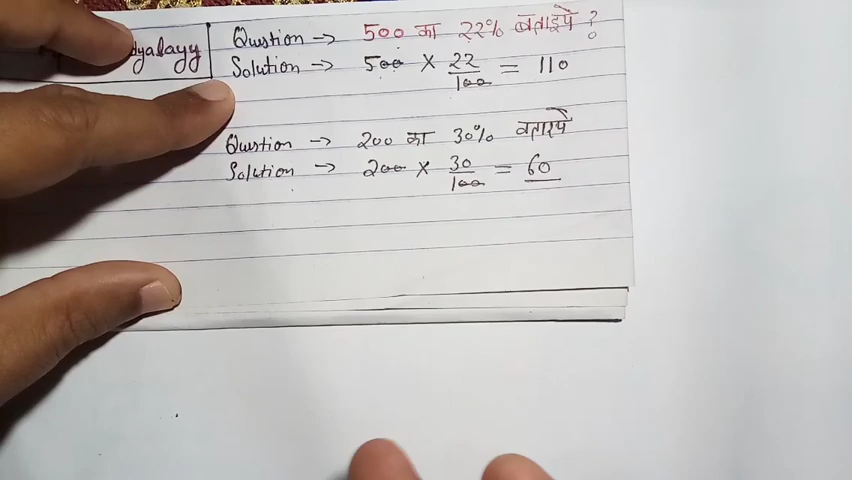 Qustion → 500 का 22% बताइये ?
Solution → 500 × 22/100 = 110
Qustion → 200 का 30% बताइये
Solution → 200 × 30/100 = 60